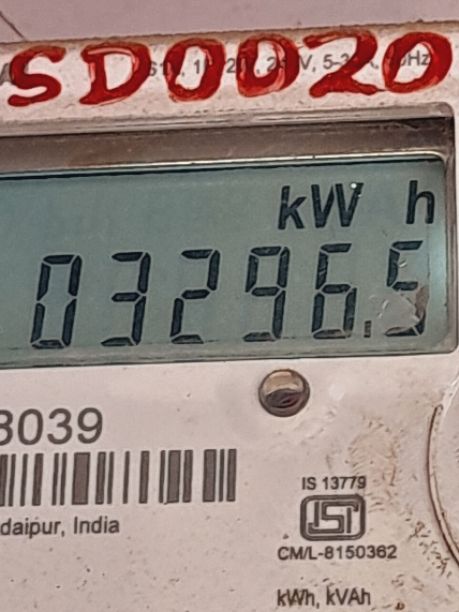 SD0020
kW h
03296.5
3039
daipur, India
IS 13779
ISI
CM/L-8150362
kWh, kVAh